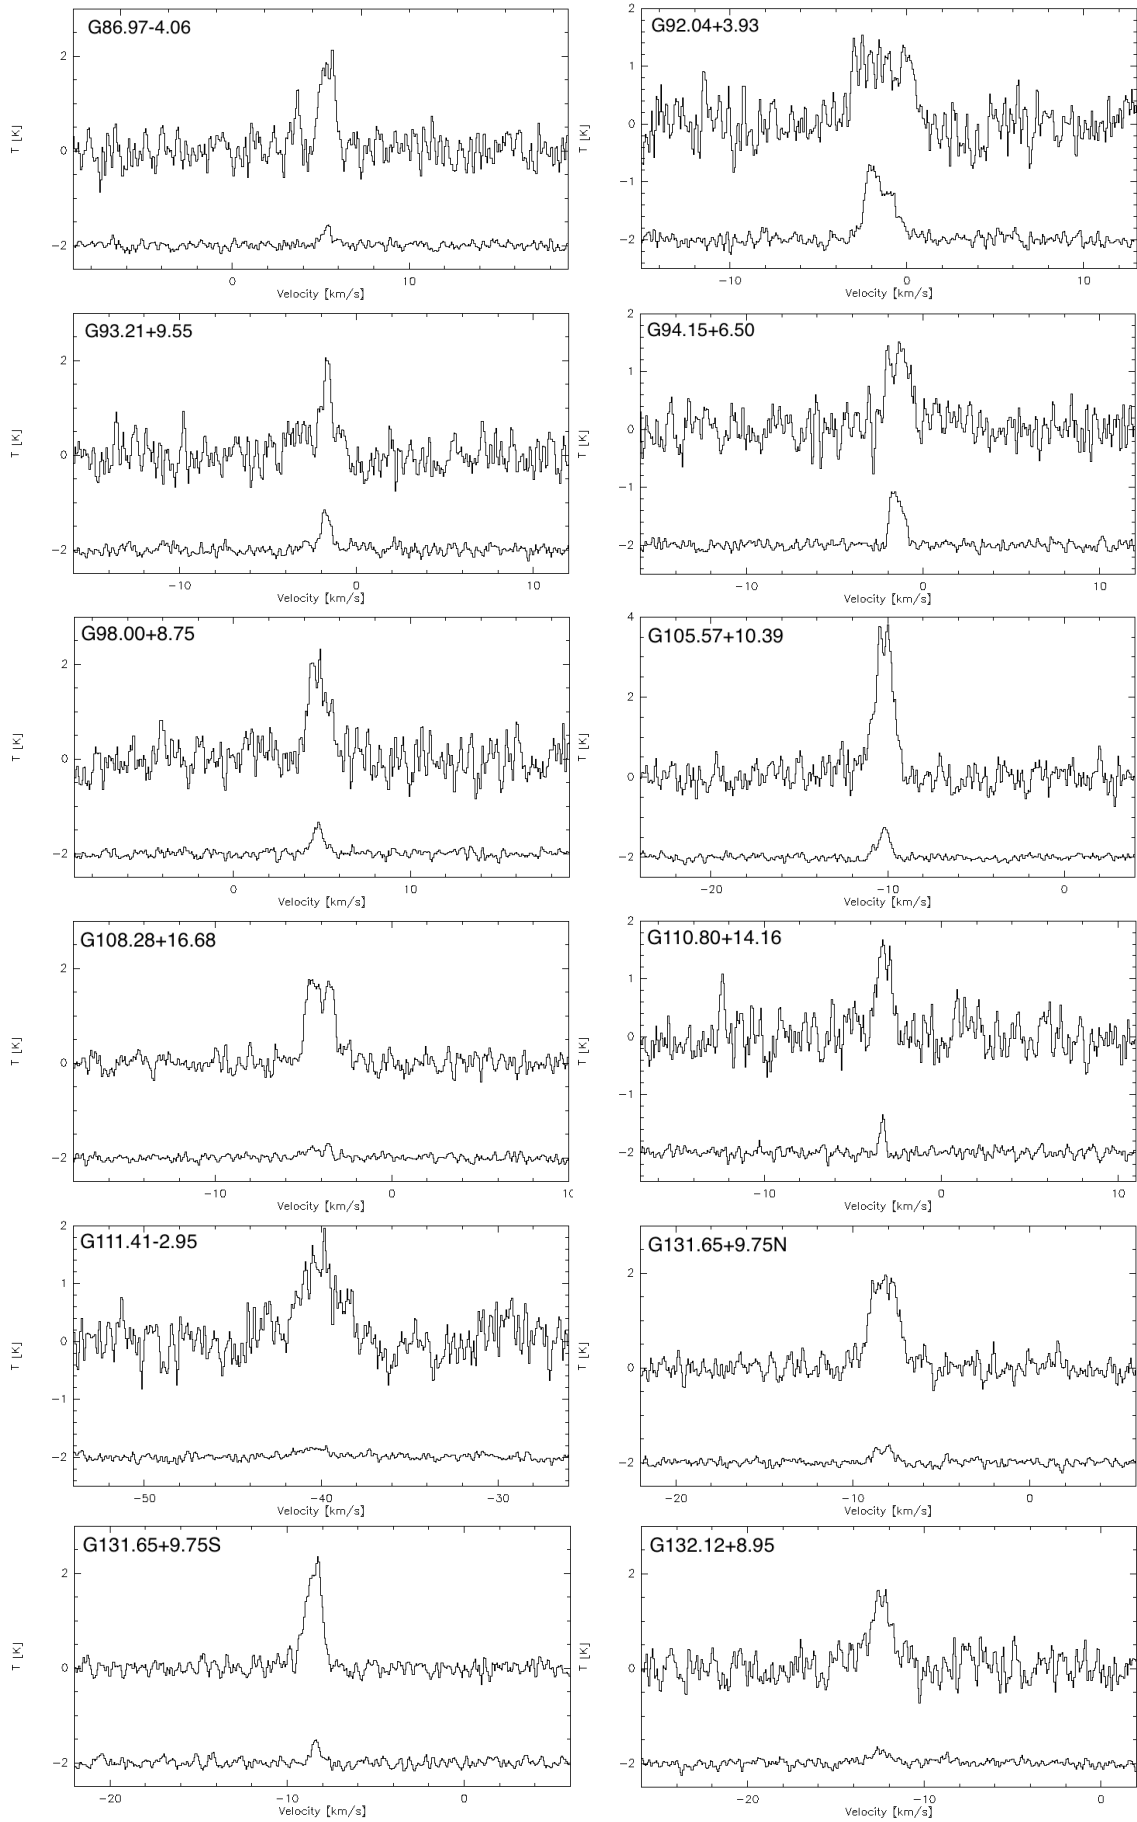 G86.97-4.06
2
0
−2
T [K]
0
10
Velocity [km/s]
G92.04+3.93
2
1
0
−1
−2
T [K]
−10
0
10
Velocity [km/s]
G93.21+9.55
2
0
−2
T [K]
−10
0
10
Velocity [km/s]
G94.15+6.50
2
1
0
−1
−2
T [K]
−10
0
10
Velocity [km/s]
G98.00+8.75
2
0
−2
T [K]
0
10
Velocity [km/s]
G105.57+10.39
4
2
0
−2
T [K]
−20
−10
0
Velocity [km/s]
G108.28+16.68
2
0
−2
T [K]
−10
0
Velocity [km/s]
G110.80+14.16
2
1
0
−1
−2
T [K]
−10
0
10
Velocity [km/s]
G111.41-2.95
2
1
0
−1
−2
T [K]
−50
−40
−30
Velocity [km/s]
G131.65+9.75N
2
0
−2
T [K]
−20
−10
0
Velocity [km/s]
G131.65+9.75S
2
0
−2
T [K]
−20
−10
0
Velocity [km/s]
G132.12+8.95
2
0
−2
T [K]
−20
−10
0
Velocity [km/s]